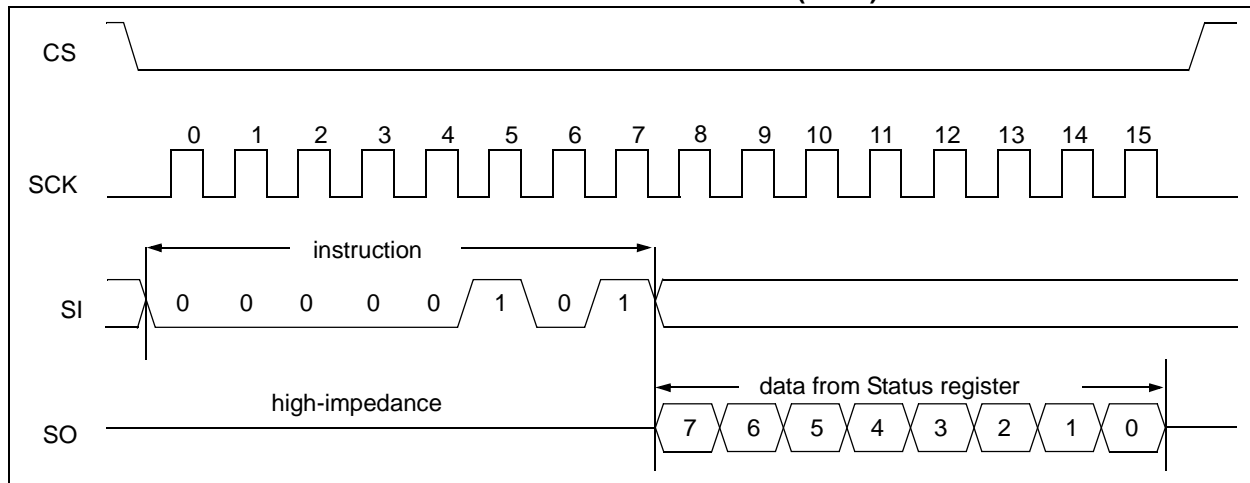 CS
0 1 2 3 4 5 6 7 8 9 10 11 12 13 14 15
SCK
instruction
SI 0 0 0 0 0 1 0 1
data from Status register
high-impedance
SO 7 6 5 4 3 2 1 0